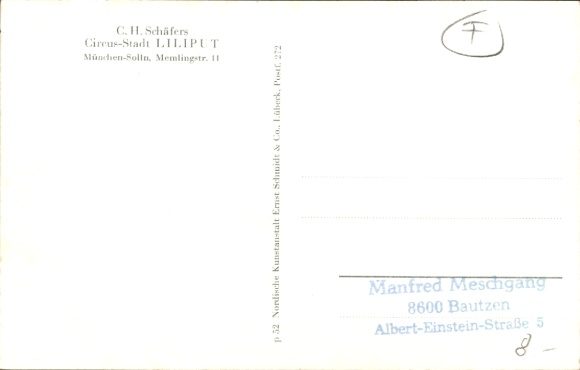 C. H. Schäfers
Circus-Stadt LILIPUT
München-Solln, Memlingstr. 11
p 52 Nordische Kunstanstalt Ernst Schmidt & Co., Lübeck, Postf. 272
F
Manfred Meschgang
8600 Bautzen
Albert-Einstein-Straße 5
8 -